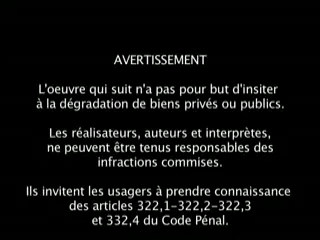 AVERTISSEMENT
L'oeuvre qui suit n'a pas pour but d'insiter
à la dégradation de biens privés ou publics.
Les réalisateurs, auteurs et interprètes,
ne peuvent être tenus responsables des
infractions commises.
Ils invitent les usagers à prendre connaissance
des articles 322,1-322,2-322,3
et 332,4 du Code Pénal.